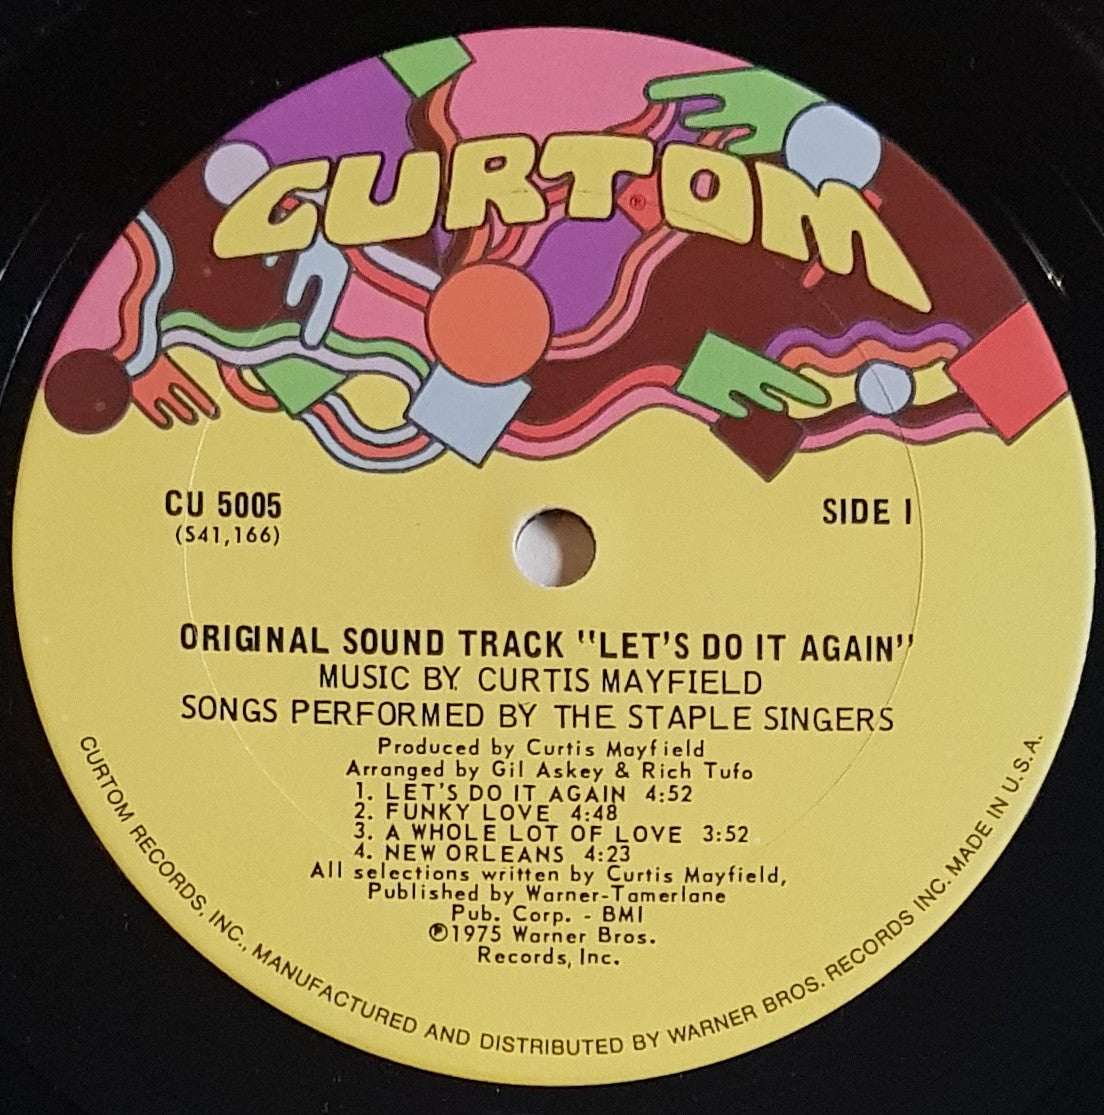 CURTOM
®
CU 5005
(S41,166)
SIDE 1
ORIGINAL SOUND TRACK "LET'S DO IT AGAIN"
MUSIC BY CURTIS MAYFIELD
SONGS PERFORMED BY THE STAPLE SINGERS
Produced by Curtis Mayfield
Arranged by Gil Askey & Rich Tufo
1. LET'S DO IT AGAIN 4:52
2. FUNKY LOVE 4:48
3. A WHOLE LOT OF LOVE 3:52
4. NEW ORLEANS 4:23
All selections written by Curtis Mayfield,
Published by Warner-Tamerlane
Pub. Corp. - BMI
℗1975 Warner Bros.
Records, Inc.
CURTOM RECORDS, INC., MANUFACTURED AND DISTRIBUTED BY WARNER BROS. RECORDS INC. MADE IN U.S.A.